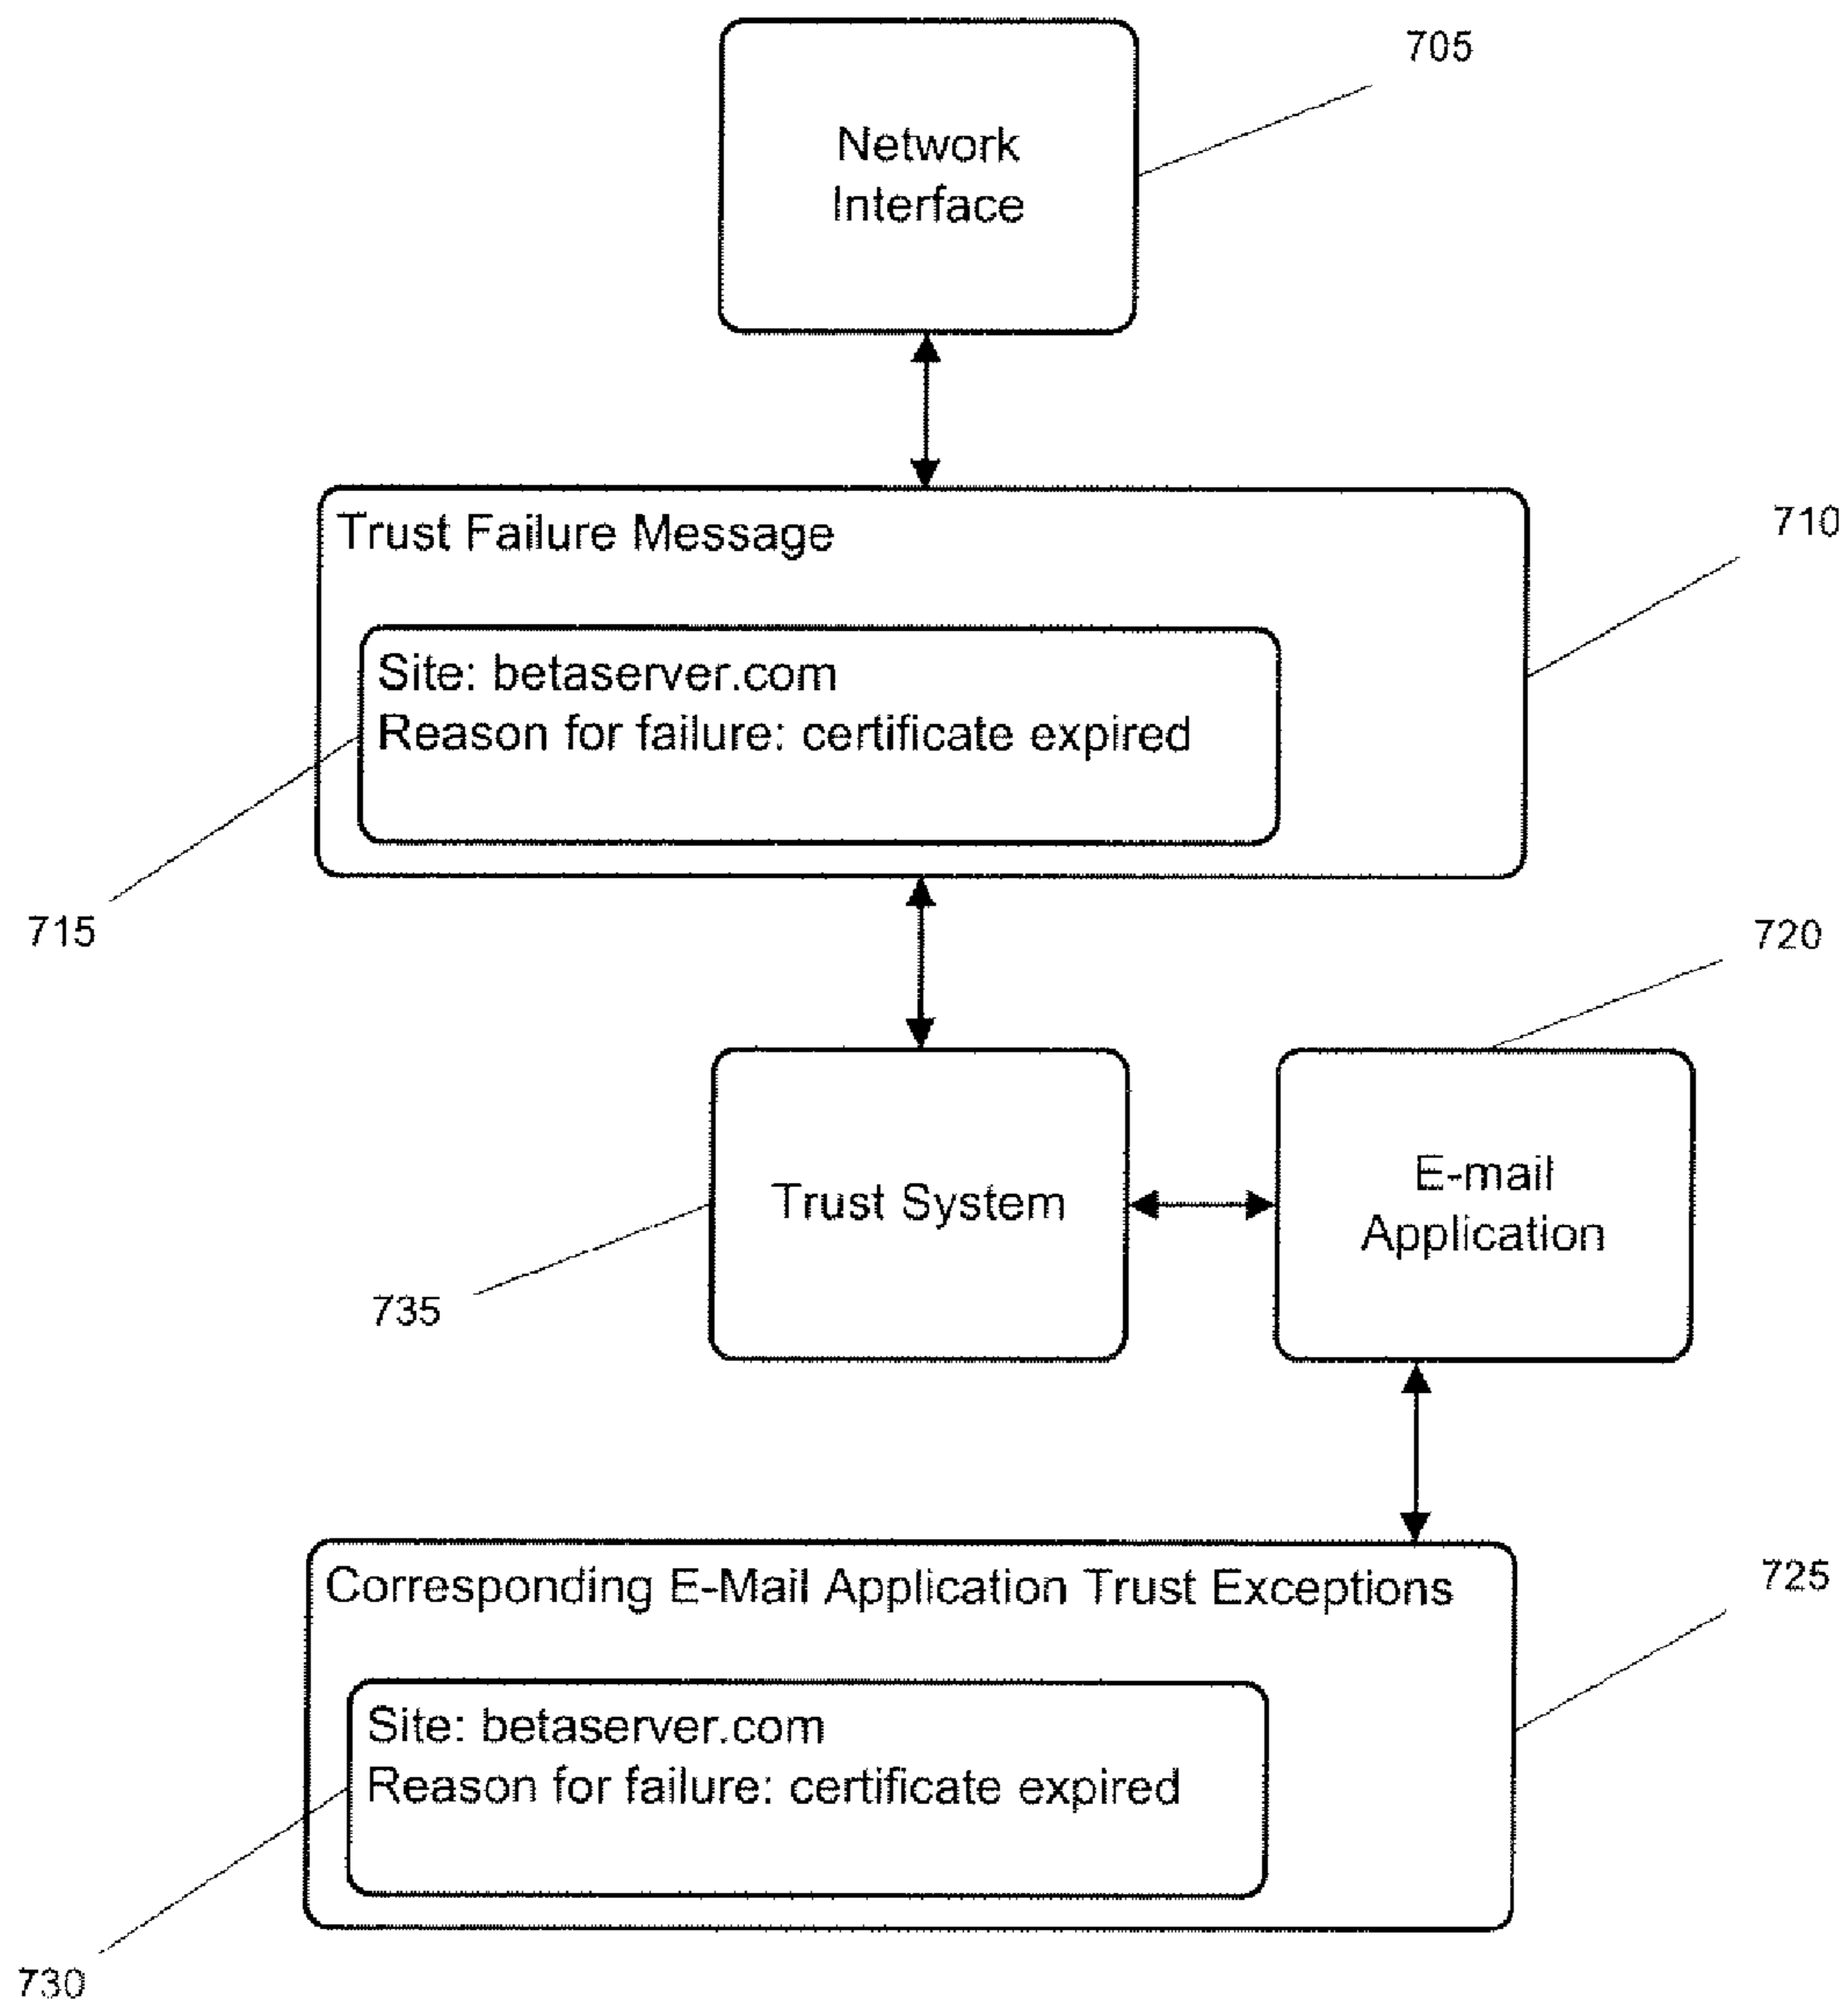 705
Network
Interface
710
Trust Failure Message
Site: betaserver.com
Reason for failure: certificate expired
715
720
Trust System
E-mail
Application
735
Corresponding E-Mail Application Trust Exceptions
725
Site: betaserver.com
Reason for failure: certificate expired
730